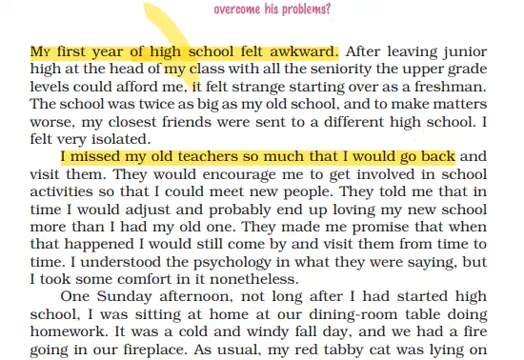 overcome his problems?
MY first year of high school felt awkward. After leaving junior
high at the head of my class with all the seniority the upper grade
levels could afford me, it felt strange starting over as a freshman.
The school was twice as big as my old school, and to make matters
worse, my closest friends were sent to a different high school. I
felt very isolated.
I missed my old teachers so much that I would go back and
visit them. They would encourage me to get involved in school
activities so that I could meet new people. They told me that in
time I would adjust and probably end up loving my new school
more than I had my old one. They made me promise that when
that happened I would still come by and visit them from time to
time. I understood the psychology in what they were saying, but
I took some comfort in it nonetheless.
One Sunday afternoon, not long after I had started high
school, I was sitting at home at our dining-room table doing
homework. It was a cold and windy fall day, and we had a fire
going in our fireplace. As usual, my red tabby cat was lying on